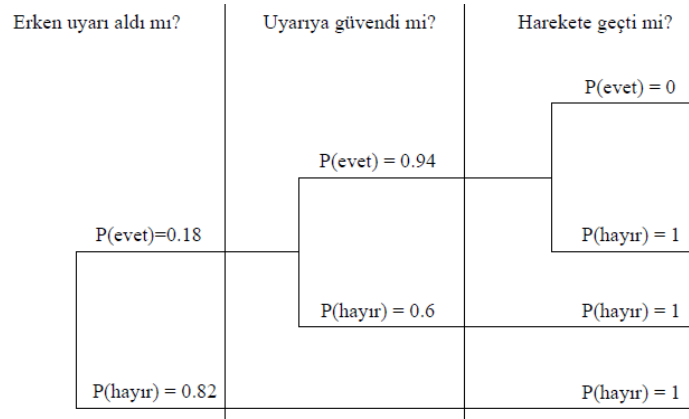 Erken uyarı aldı mı?
Uyarıya güvendi mi?
Harekete geçti mi?
P(evet) = 0
P(evet) = 0.94
P(evet)=0.18
P(hayır) = 1
P(hayır) = 0.6
P(hayır) = 1
P(hayır) = 0.82
P(hayır) = 1